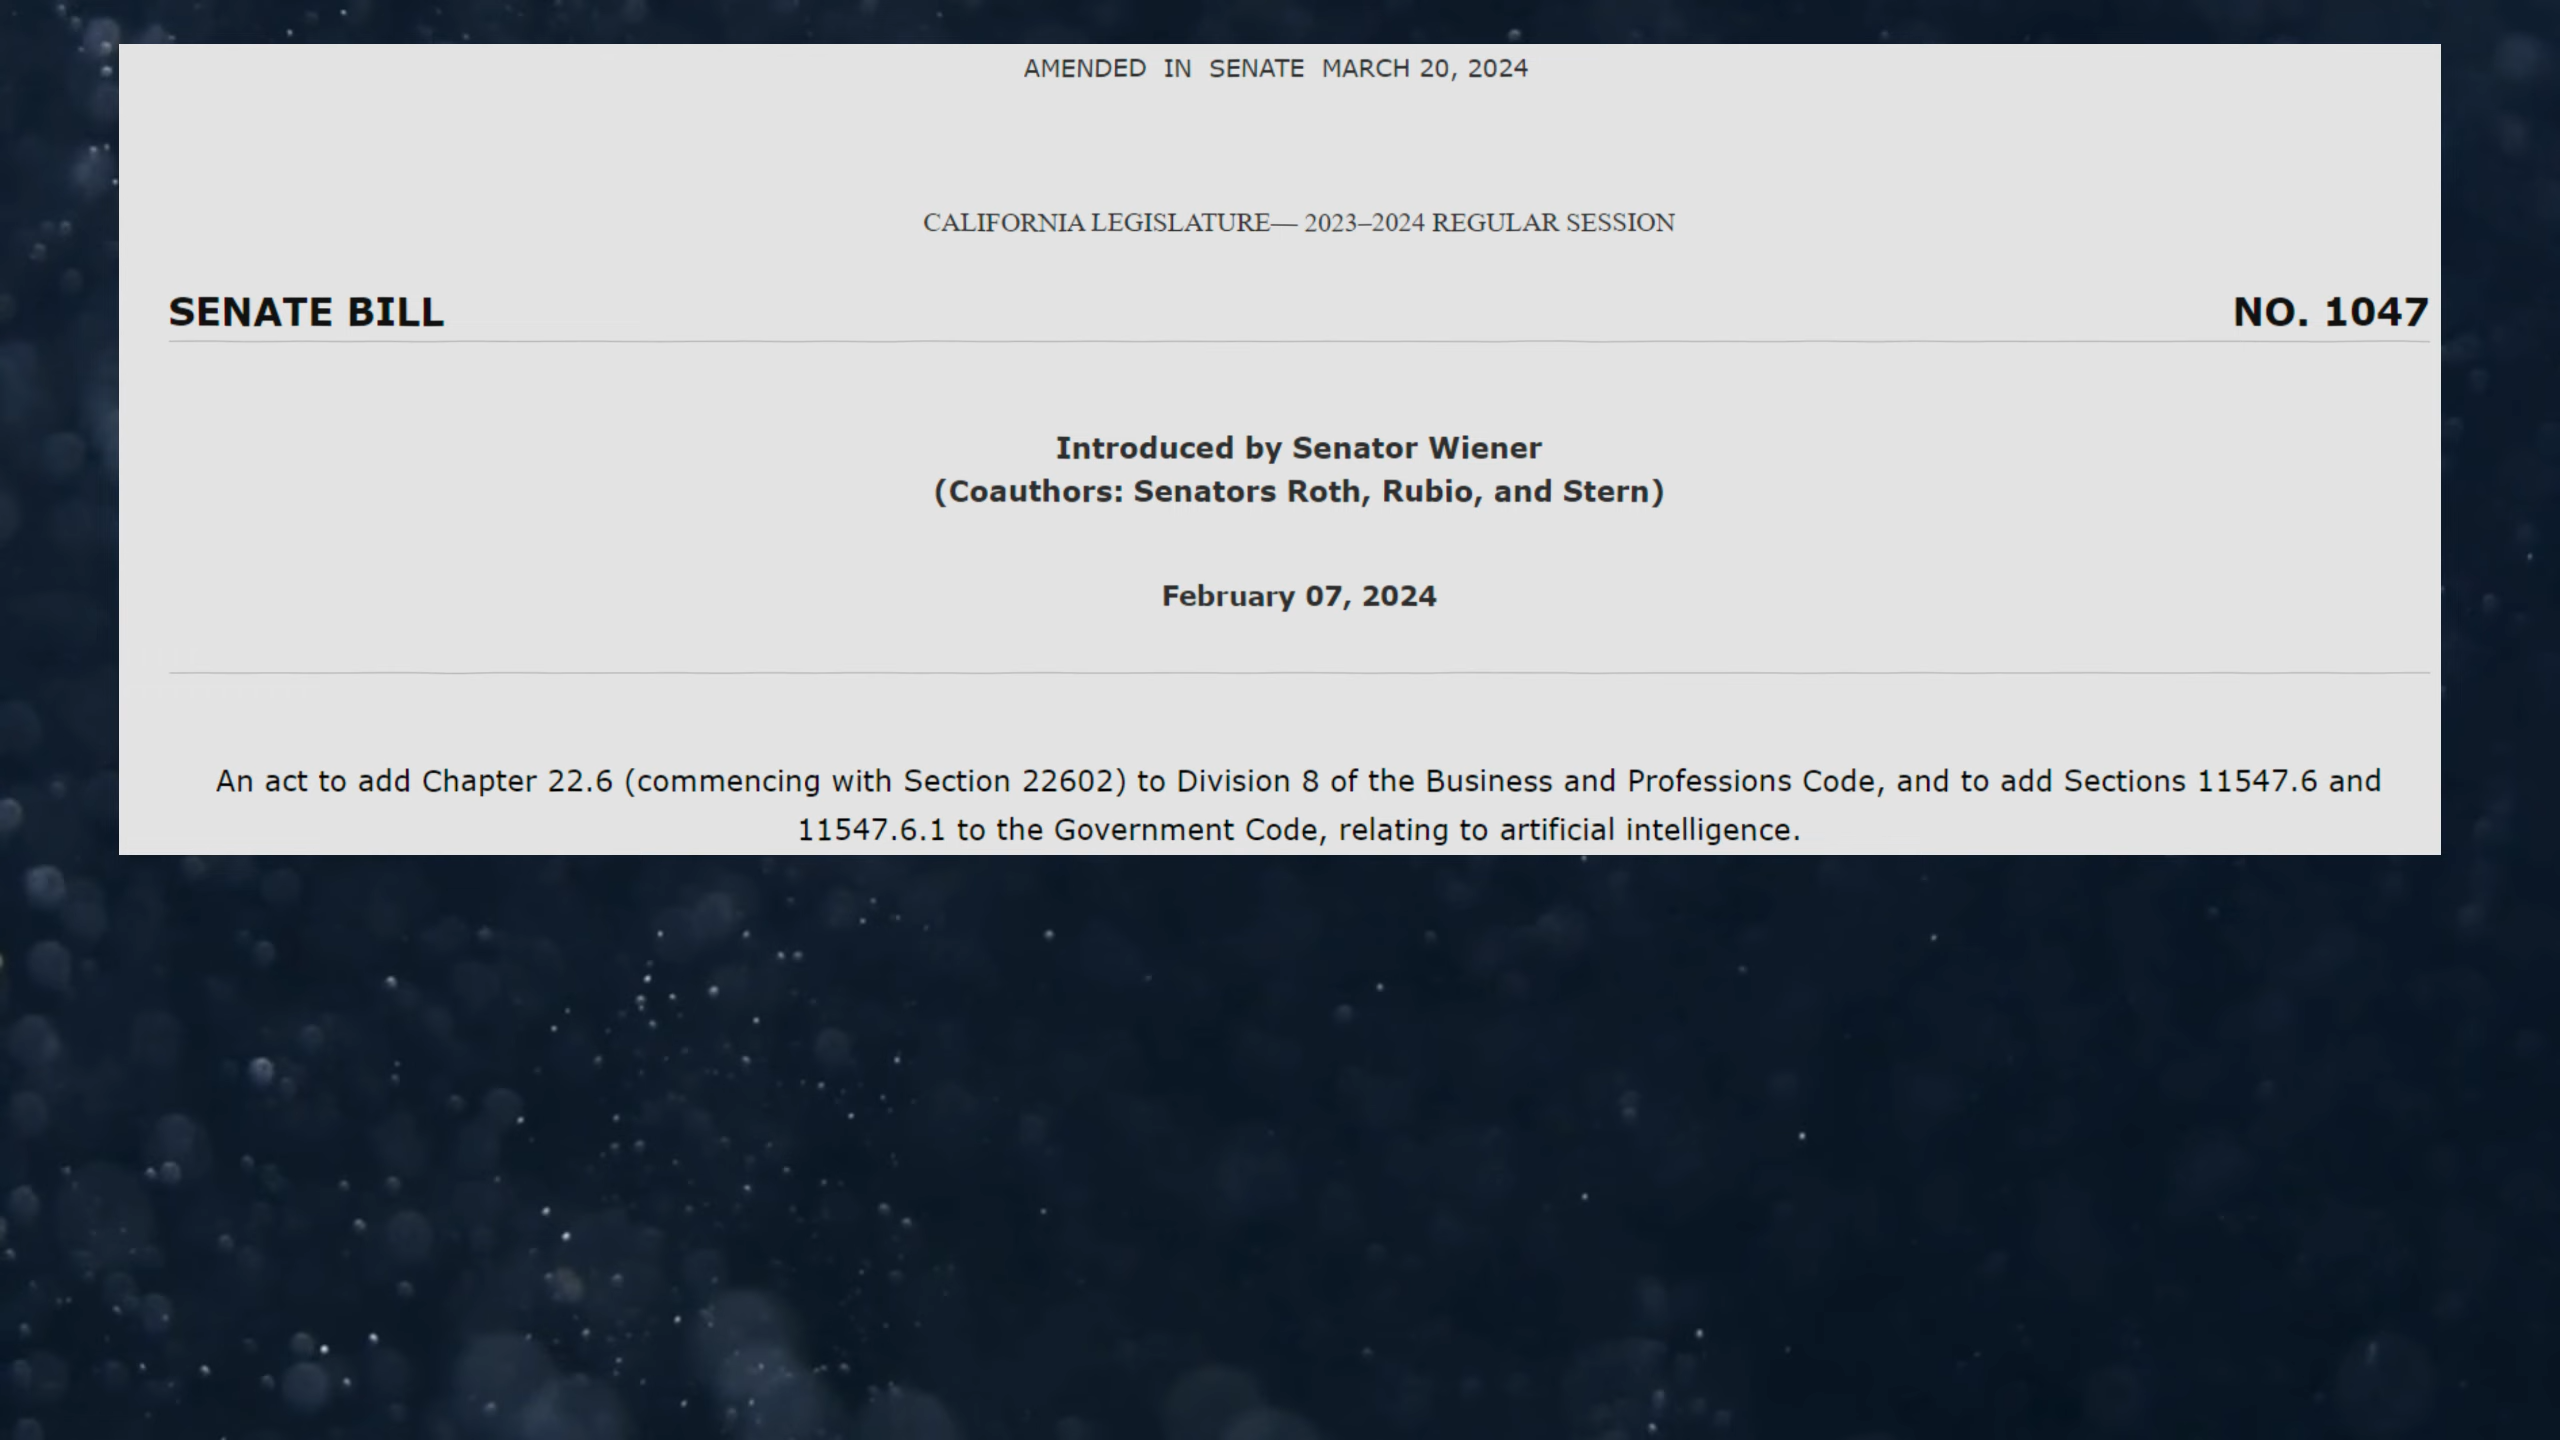 AMENDED IN SENATE MARCH 20, 2024
CALIFORNIA LEGISLATURE— 2023–2024 REGULAR SESSION
SENATE BILL NO. 1047
Introduced by Senator Wiener
(Coauthors: Senators Roth, Rubio, and Stern)
February 07, 2024
An act to add Chapter 22.6 (commencing with Section 22602) to Division 8 of the Business and Professions Code, and to add Sections 11547.6 and
11547.6.1 to the Government Code, relating to artificial intelligence.